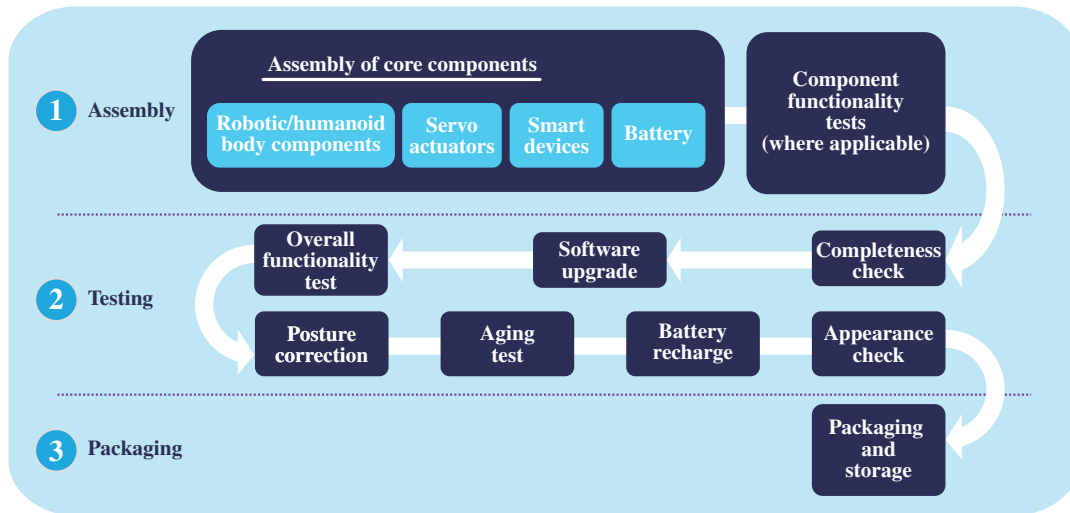 1
Assembly
Assembly of core components
Robotic/humanoid
body components
Servo
actuators
Smart
devices
Battery
Component
functionality
tests
(where applicable)
2
Testing
Overall
functionality
test
Software
upgrade
Completeness
check
Posture
correction
Aging
test
Battery
recharge
Appearance
check
3
Packaging
Packaging
and
storage